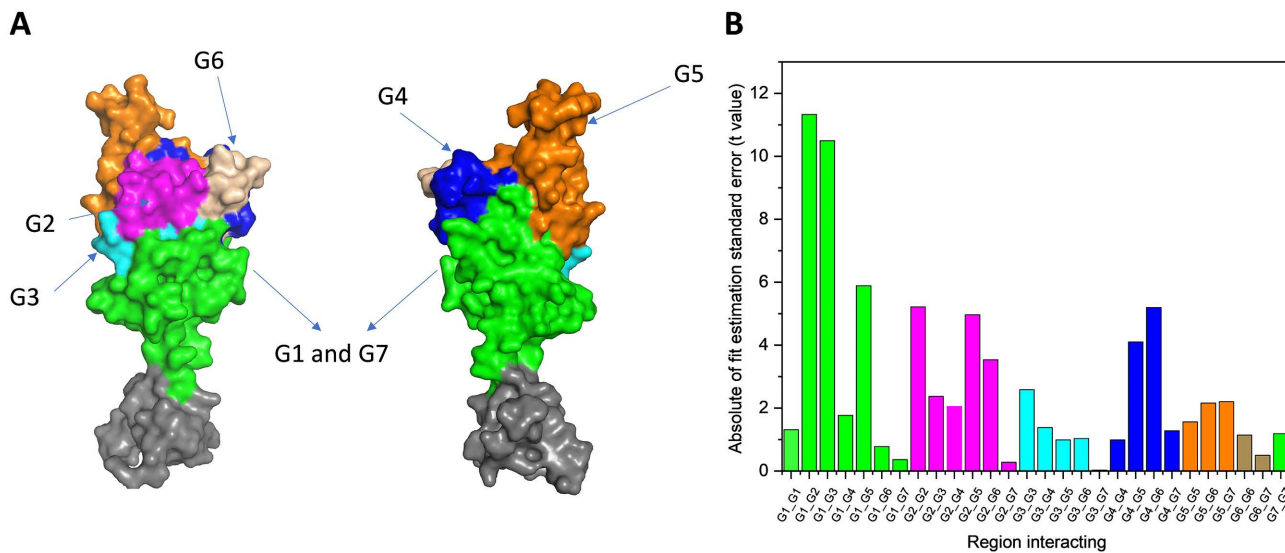 A
G6
G5
G4
G2
G3
G1 and G7
B
Absolute of fit estimation standard error (t value)
12
10
8
6
4
2
0
G1_G1
G1_G2
G1_G3
G1_G4
G1_G5
G1_G6
G1_G7
G2_G2
G2_G3
G2_G4
G2_G5
G2_G6
G2_G7
G3_G3
G3_G4
G3_G5
G3_G6
G3_G7
G4_G4
G4_G5
G4_G6
G4_G7
G5_G5
G5_G6
G5_G7
G6_G6
G6_G7
G7_G7
Region interacting